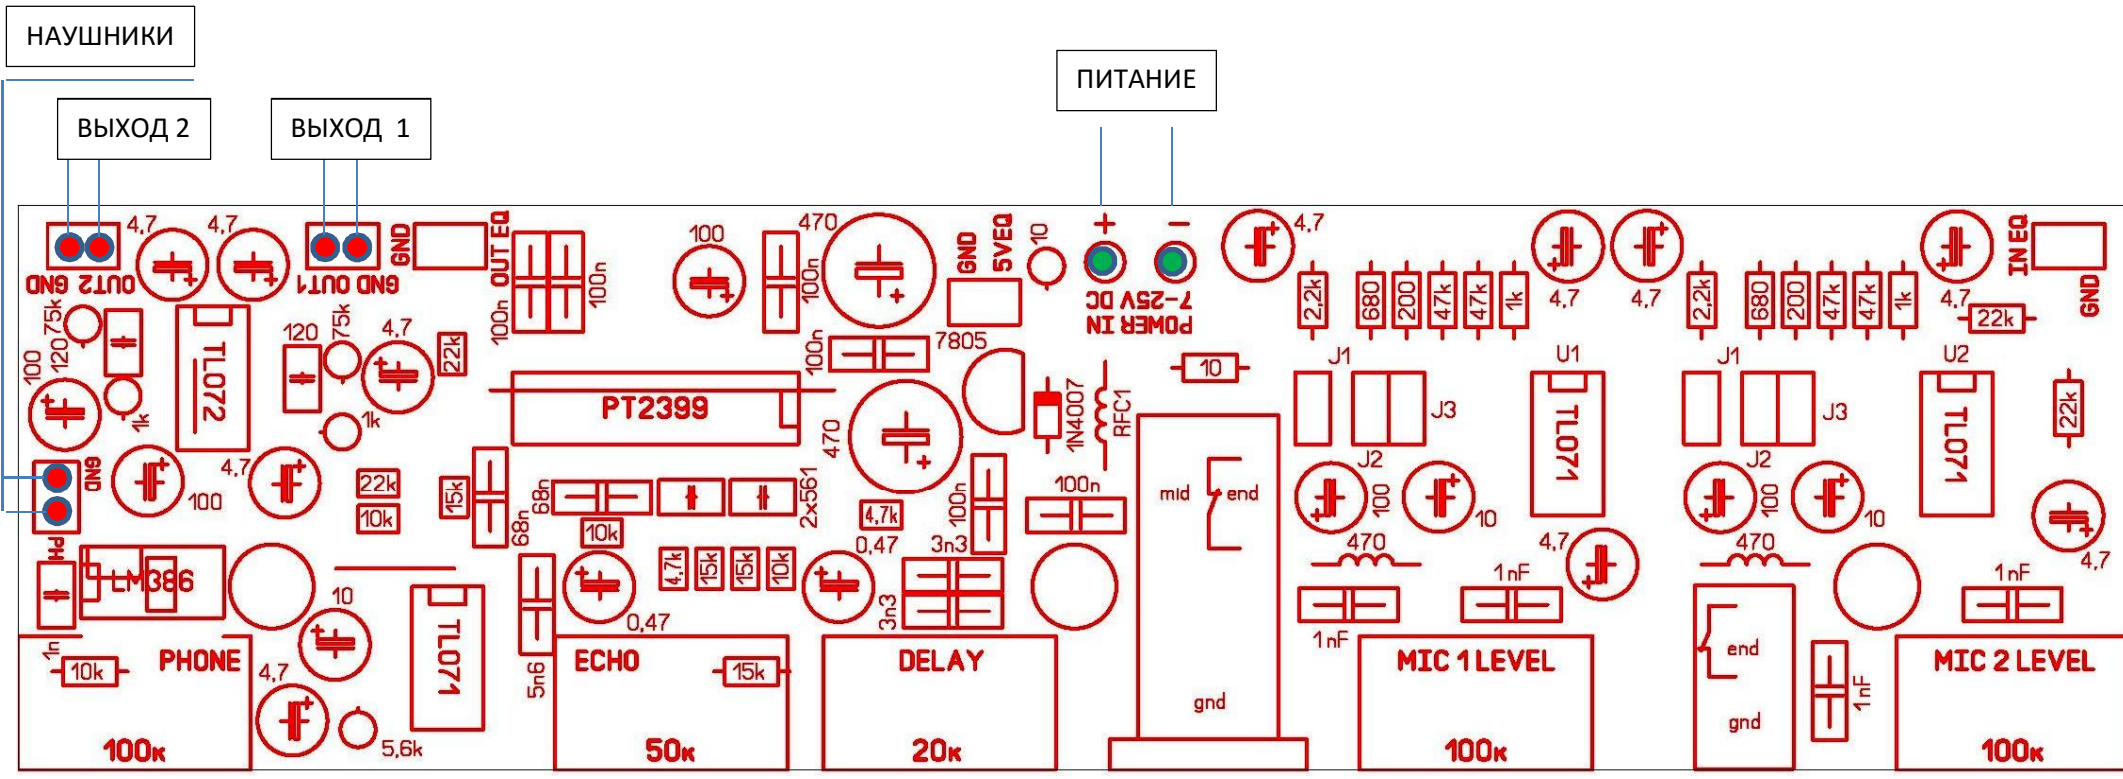 НАУШНИКИ
ПИТАНИЕ
ВЫХОД 2
ВЫХОД 1
4,7
4,7
GND
OUT EQ
100
470
GND
5VEQ
10
+
−
4,7
4,7
4,7
4,7
IN EQ
GND
OUT2 GND
GND OUT1
100n
100n
100n
7-25V DC
POWER IN
75k
120
100
1k
TL072
120
75k
4,7
22k
1k
PT2399
100n
7805
470
1N4007
RFC1
10
2,2k
680
200
47k
47k
1k
2,2k
680
200
47k
47k
1k
22k
J1
J3
U1
TL071
J1
J3
U2
TL071
22k
GND
PH
100
4,7
22k
10k
15k
68n
68n
10k
2x561
4,7k
100n
100n
mid
end
J2
100
10
J2
100
10
470
4,7
470
4,7
LM386
1n
10
TL071
5n6
0,47
4,7k
15k
15k
10k
0,47
3n3
3n3
1nF
1nF
1nF
1nF
10k
PHONE
4,7
5,6k
100к
ECHO
15k
50к
DELAY
20к
gnd
MIC 1 LEVEL
100к
end
gnd
MIC 2 LEVEL
100к